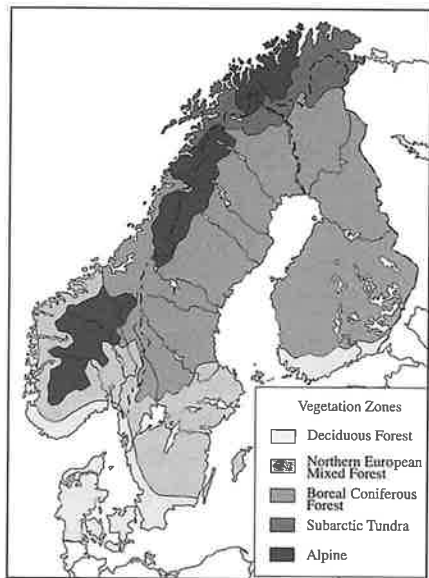 Vegetation Zones
Deciduous Forest
Northern European
Mixed Forest
Boreal Coniferous
Forest
Subarctic Tundra
Alpine